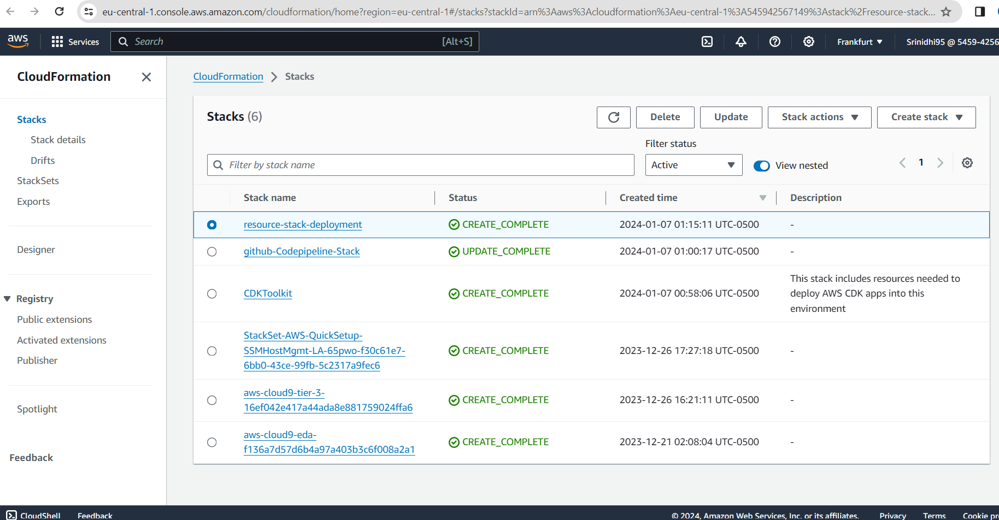 eu-central-1.console.aws.amazon.com/cloudformation/home?region=eu-central-1#/stacks?stackId=arn%3Aaws%3Acloudformation%3Aeu-central-1%3A545942567149%3Astack%2Fresource-stack...
aws Services Search [Alt+S] Frankfurt Srinidhi95 @ 5459-4256
CloudFormation
Stacks
Stack details
Drifts
StackSets
Exports
Designer
Registry
Public extensions
Activated extensions
Publisher
Spotlight
Feedback
CloudFormation Stacks
Stacks (6) Delete Update Stack actions Create stack
Filter status
Filter by stack name Active View nested 1
Stack name Status Created time Description
resource-stack-deployment CREATE_COMPLETE 2024-01-07 01:15:11 UTC-0500 -
github-Codepipeline-Stack UPDATE_COMPLETE 2024-01-07 01:00:17 UTC-0500 -
CDKToolkit CREATE_COMPLETE 2024-01-07 00:58:06 UTC-0500
This stack includes resources needed to
deploy AWS CDK apps into this
environment
StackSet-AWS-QuickSetup-
SSMHostMgmt-LA-65pwo-f30c61e7-
6bb0-43ce-99fb-5c2317a9fec6
CREATE_COMPLETE 2023-12-26 17:27:18 UTC-0500 -
aws-cloud9-tier-3-
16ef042e417a44ada8e881759024ffa6
CREATE_COMPLETE 2023-12-26 16:21:11 UTC-0500 -
aws-cloud9-eda-
f136a7d57d6b4a97a403b3c6f008a2a1
CREATE_COMPLETE 2023-12-21 02:08:04 UTC-0500 -
CloudShell Feedback © 2024, Amazon Web Services, Inc. or its affiliates. Privacy Terms Cookie pr